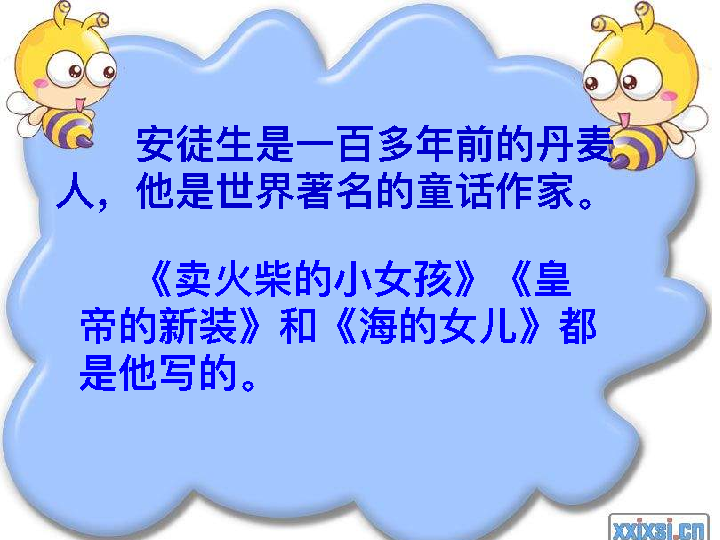 安徒生是一百多年前的丹麦
人，他是世界著名的童话作家。
《卖火柴的小女孩》《皇
帝的新装》和《海的女儿》都
是他写的。
xxixsi.cn